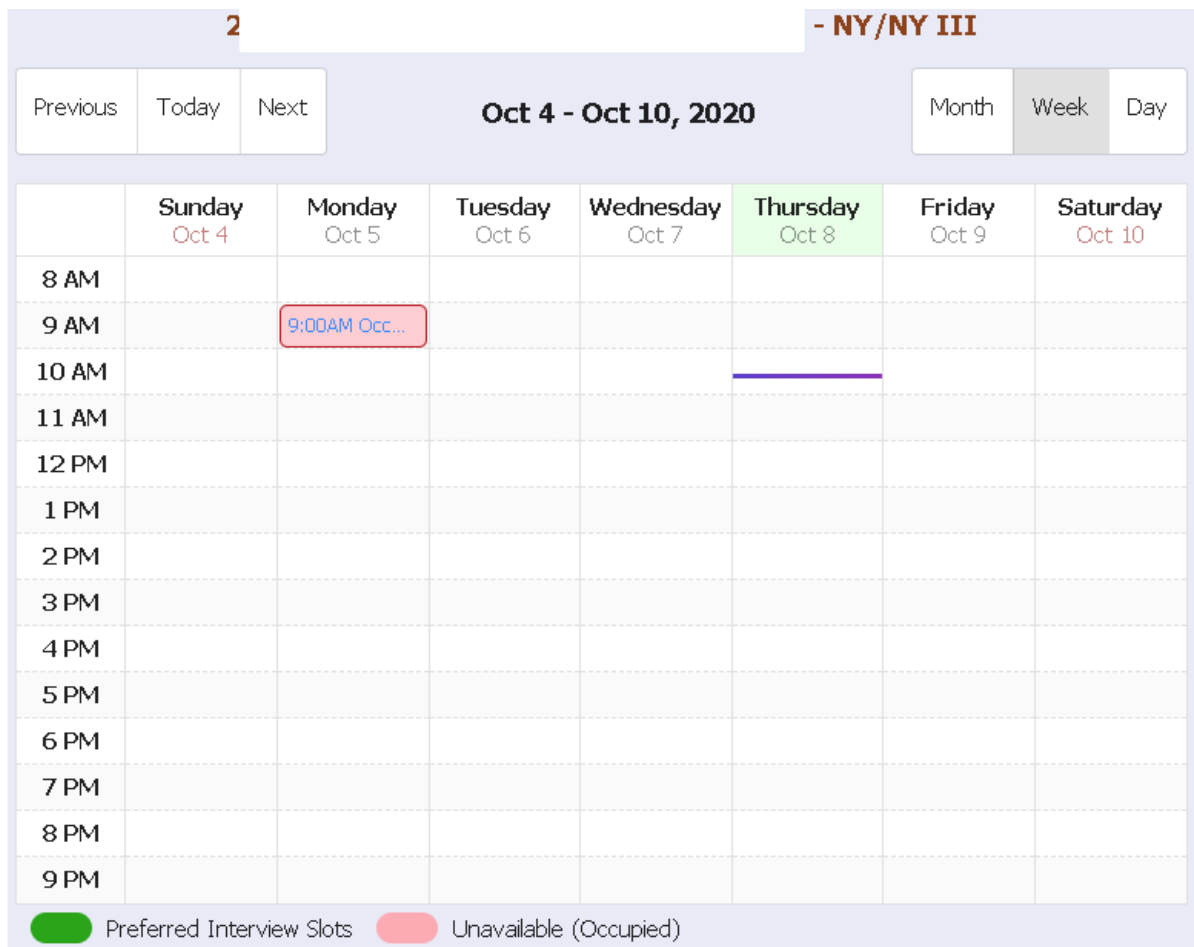 2 - NY/NY III
Previous Today Next Oct 4 - Oct 10, 2020 Month Week Day
Sunday Monday Tuesday Wednesday Thursday Friday Saturday
Oct 4 Oct 5 Oct 6 Oct 7 Oct 8 Oct 9 Oct 10
8 AM
9 AM 9:00AM Occ...
10 AM
11 AM
12 PM
1 PM
2 PM
3 PM
4 PM
5 PM
6 PM
7 PM
8 PM
9 PM
Preferred Interview Slots Unavailable (Occupied)